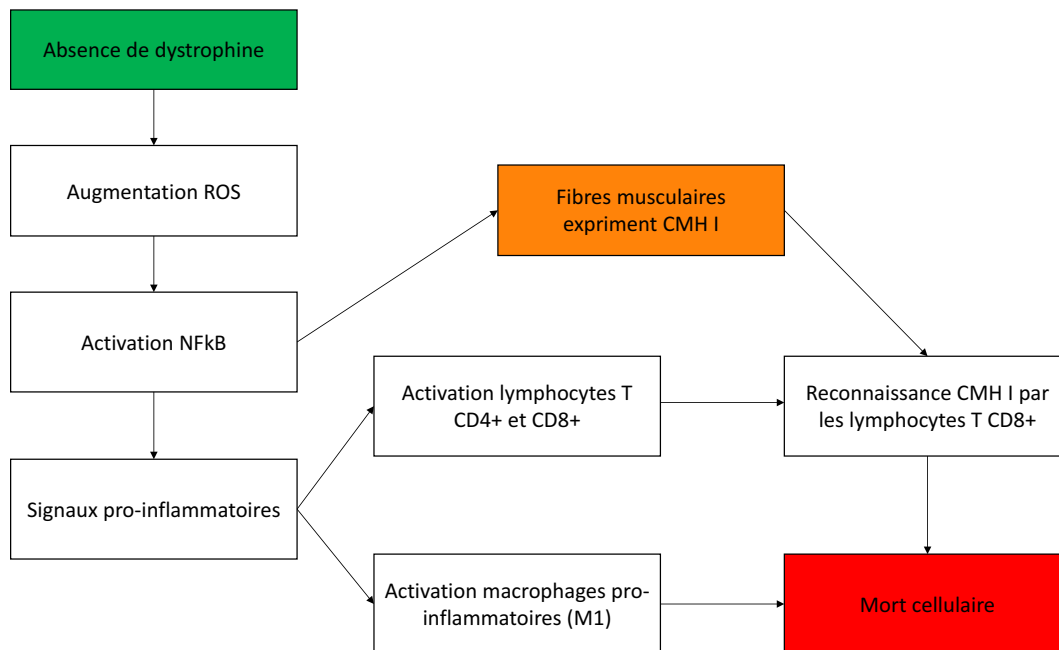 Absence de dystrophine
Augmentation ROS
Fibres musculaires
expriment CMH I
Activation NFkB
Activation lymphocytes T
CD4+ et CD8+
Reconnaissance CMH I par
les lymphocytes T CD8+
Signaux pro-inflammatoires
Activation macrophages pro-
inflammatoires (M1)
Mort cellulaire